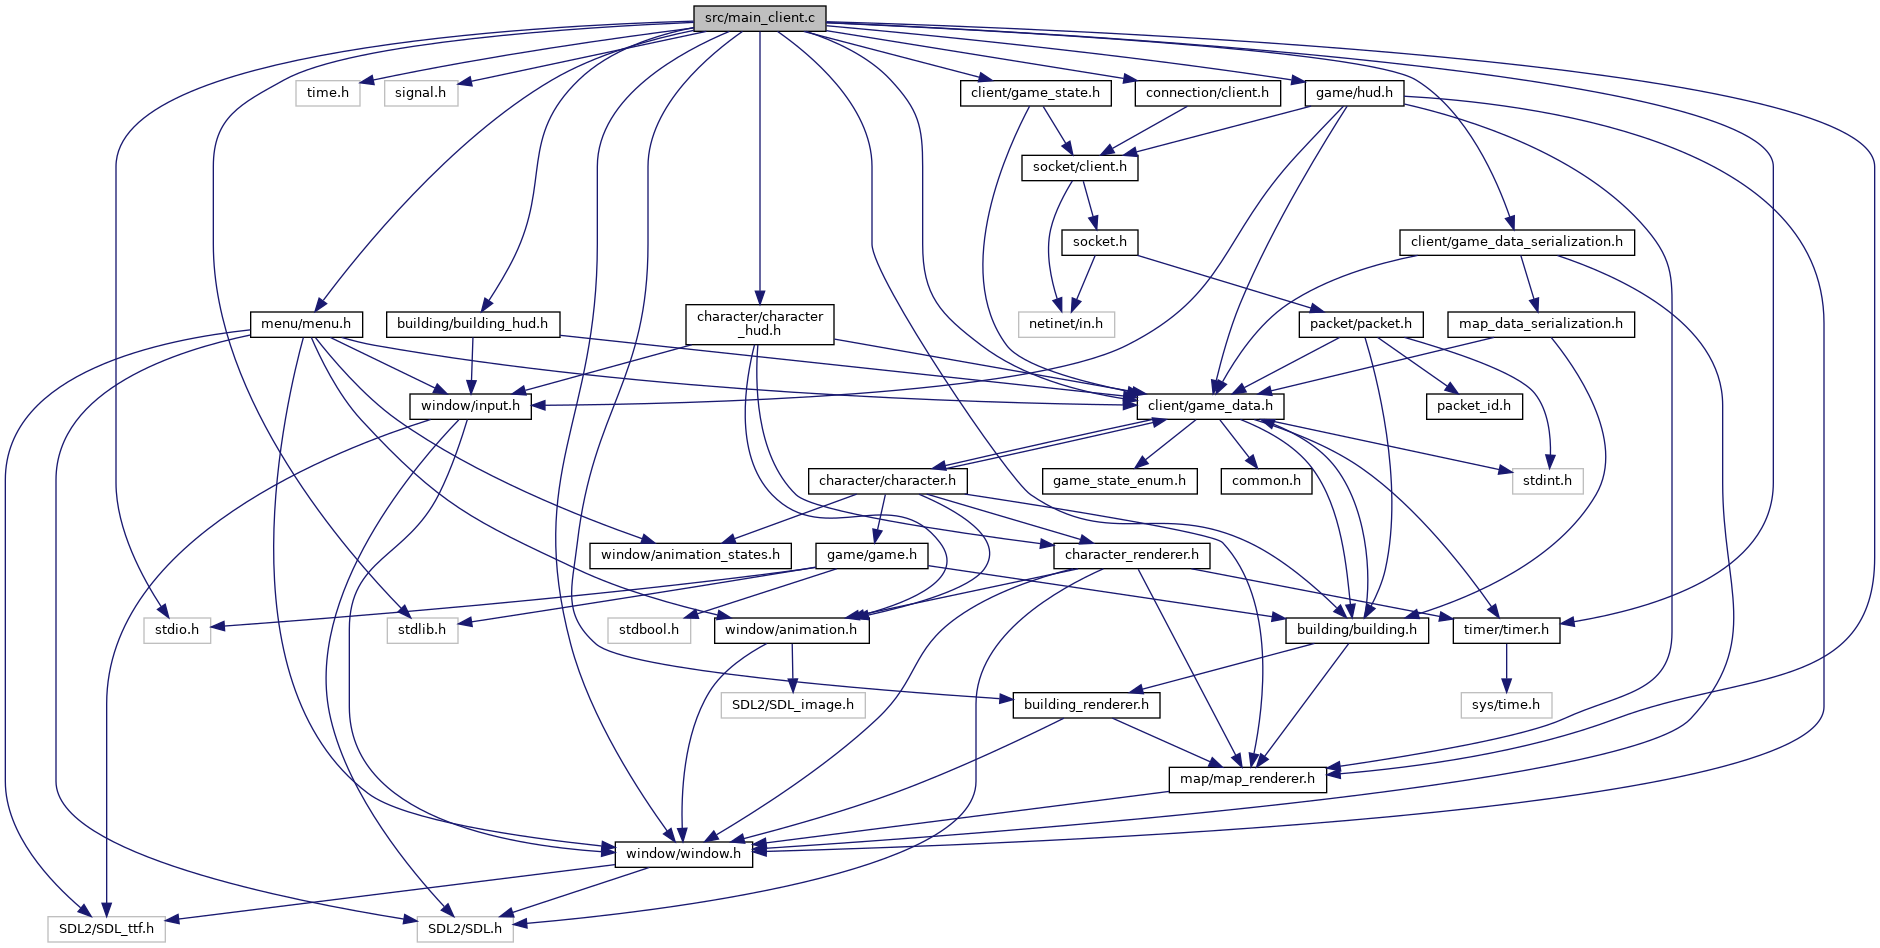 src/main_client.c
time.h
signal.h
client/game_state.h
connection/client.h
game/hud.h
socket/client.h
socket.h
client/game_data_serialization.h
menu/menu.h
building/building_hud.h
character/character
_hud.h
netinet/in.h
packet/packet.h
map_data_serialization.h
window/input.h
client/game_data.h
packet_id.h
character/character.h
game_state_enum.h
common.h
stdint.h
window/animation_states.h
game/game.h
character_renderer.h
stdio.h
stdlib.h
stdbool.h
window/animation.h
building/building.h
timer/timer.h
SDL2/SDL_image.h
building_renderer.h
sys/time.h
map/map_renderer.h
window/window.h
SDL2/SDL_ttf.h
SDL2/SDL.h